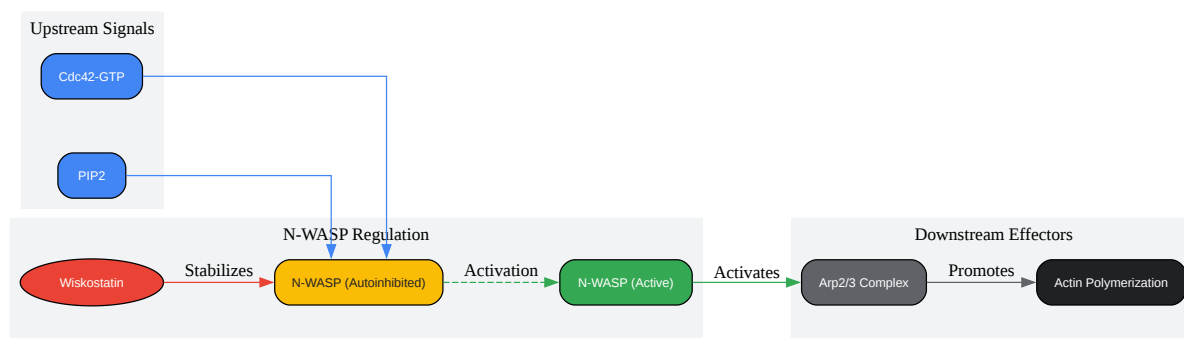 Upstream Signals
Cdc42-GTP
PIP2
N-WASP Regulation
Downstream Effectors
Wiskostatin
Stabilizes
N-WASP (Autoinhibited)
Activation
N-WASP (Active)
Activates
Arp2/3 Complex
Promotes
Actin Polymerization